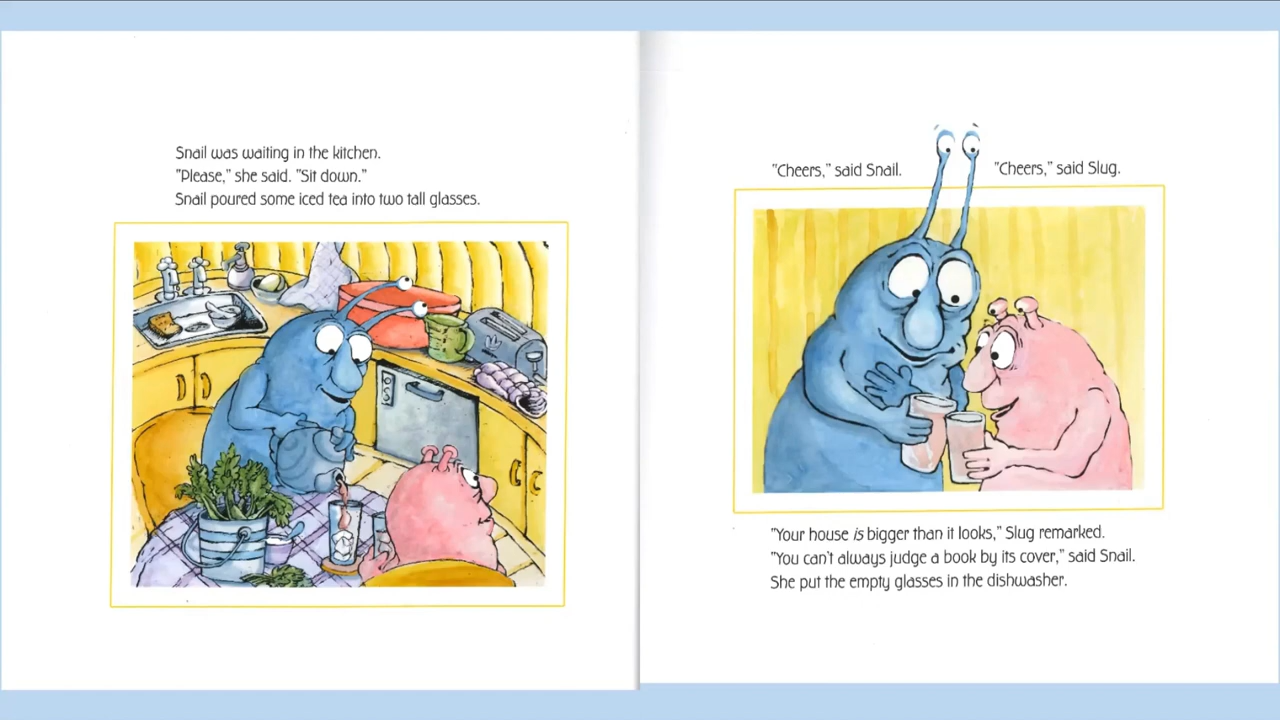 Snail was waiting in the kitchen.
"Please," she said. "Sit down."
Snail poured some iced tea into two tall glasses.
"Cheers," said Snail.
"Cheers," said Slug.
"Your house is bigger than it looks," Slug remarked.
"You can't always judge a book by its cover," said Snail.
She put the empty glasses in the dishwasher.